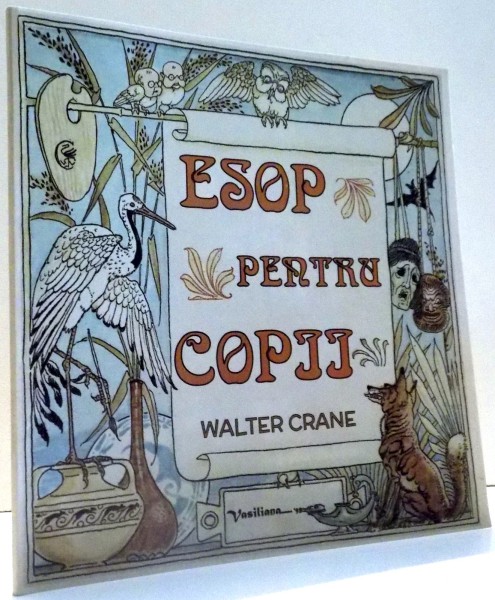 ESOP
PENTRU
COPII
WALTER CRANE
Vasiliana